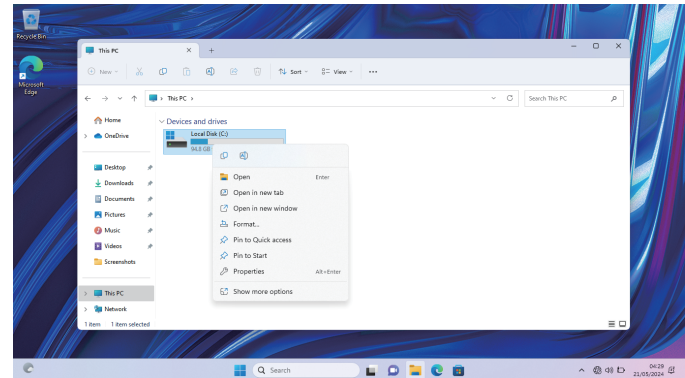 Recycle Bin
Microsoft
Edge
This PC
New
Sort
View
This PC
Search This PC
Home
OneDrive
Desktop
Downloads
Documents
Pictures
Music
Videos
Screenshots
This PC
Network
Devices and drives
Local Disk (C:)
94.8 GB
Open Enter
Open in new tab
Open in new window
Format...
Pin to Quick access
Pin to Start
Properties Alt+Enter
Show more options
1 item 1 item selected
Search
04:29
21/05/2024